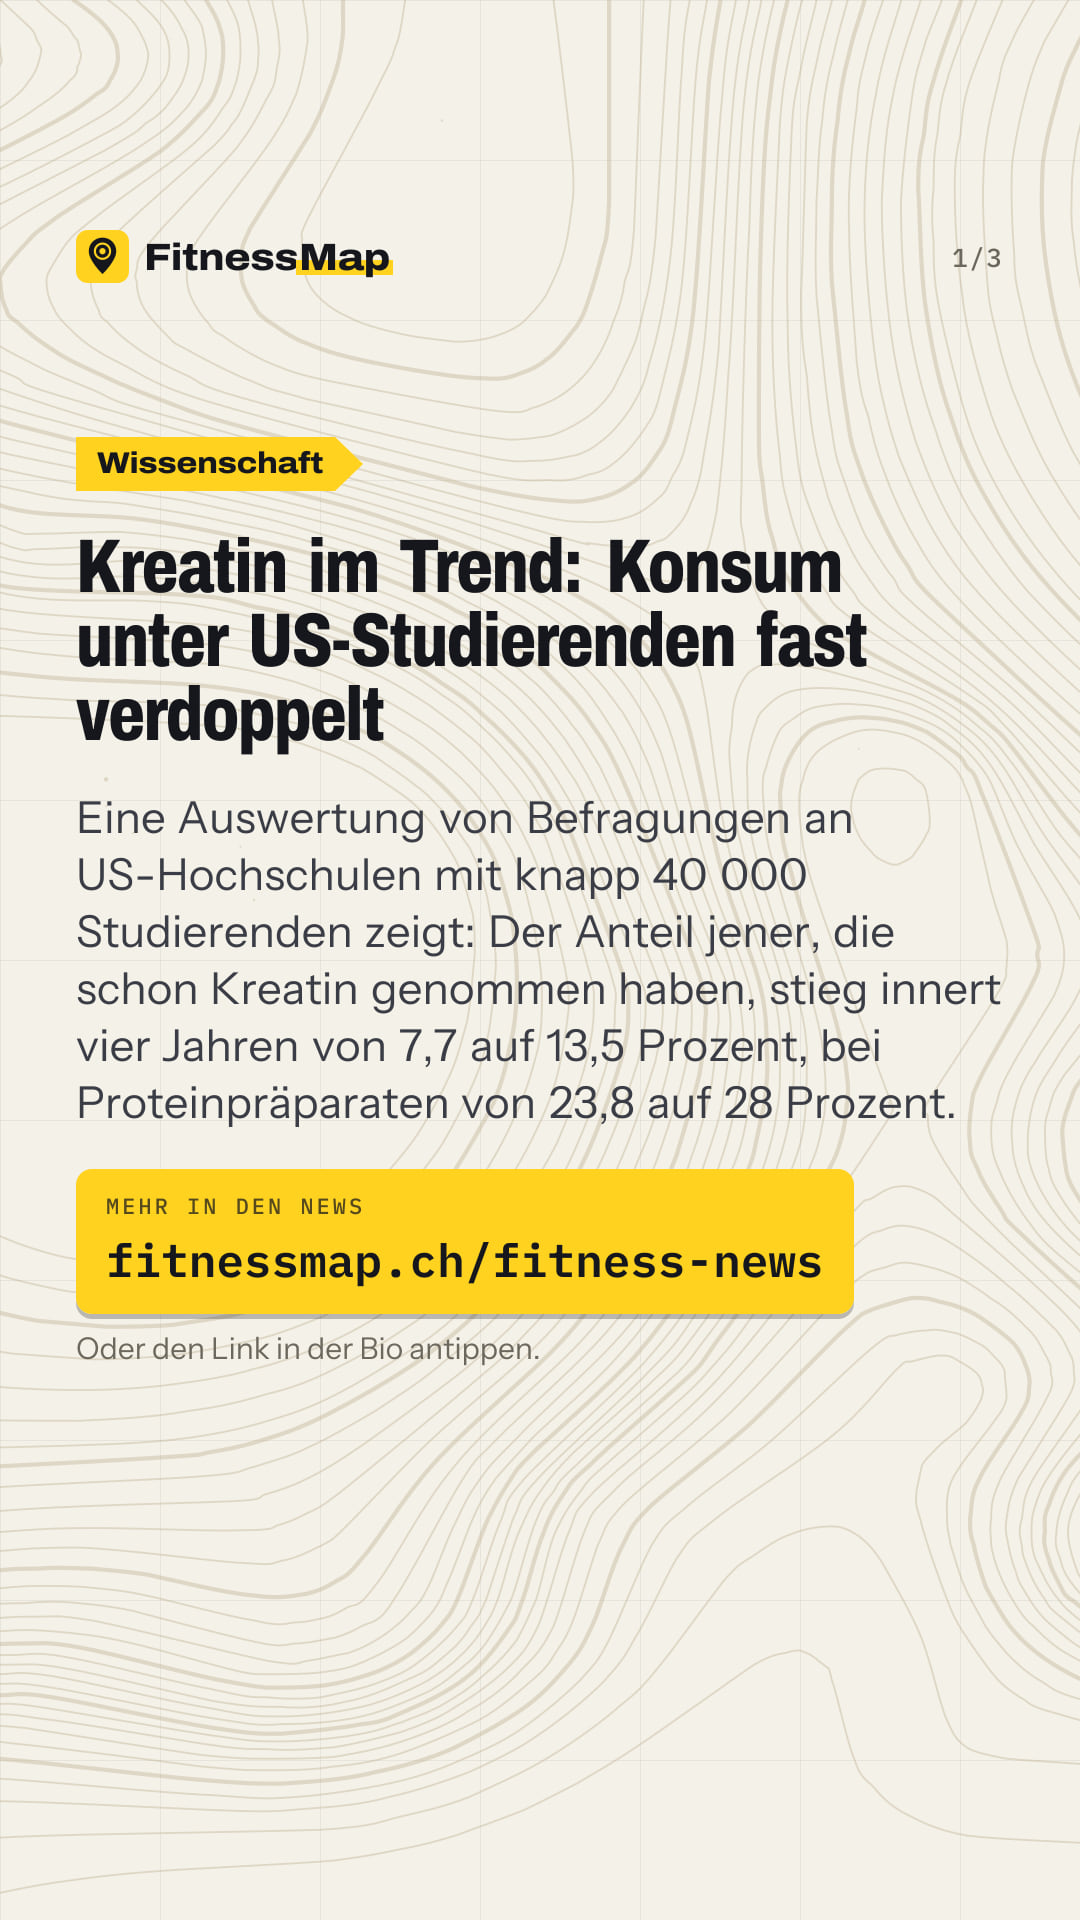 FitnessMap
1/3
Wissenschaft
Kreatin im Trend: Konsum
unter US-Studierenden fast
verdoppelt
Eine Auswertung von Befragungen an
US-Hochschulen mit knapp 40 000
Studierenden zeigt: Der Anteil jener, die
schon Kreatin genommen haben, stieg innert
vier Jahren von 7,7 auf 13,5 Prozent, bei
Proteinpräparaten von 23,8 auf 28 Prozent.
MEHR IN DEN NEWS
fitnessmap.ch/fitness-news
Oder den Link in der Bio antippen.